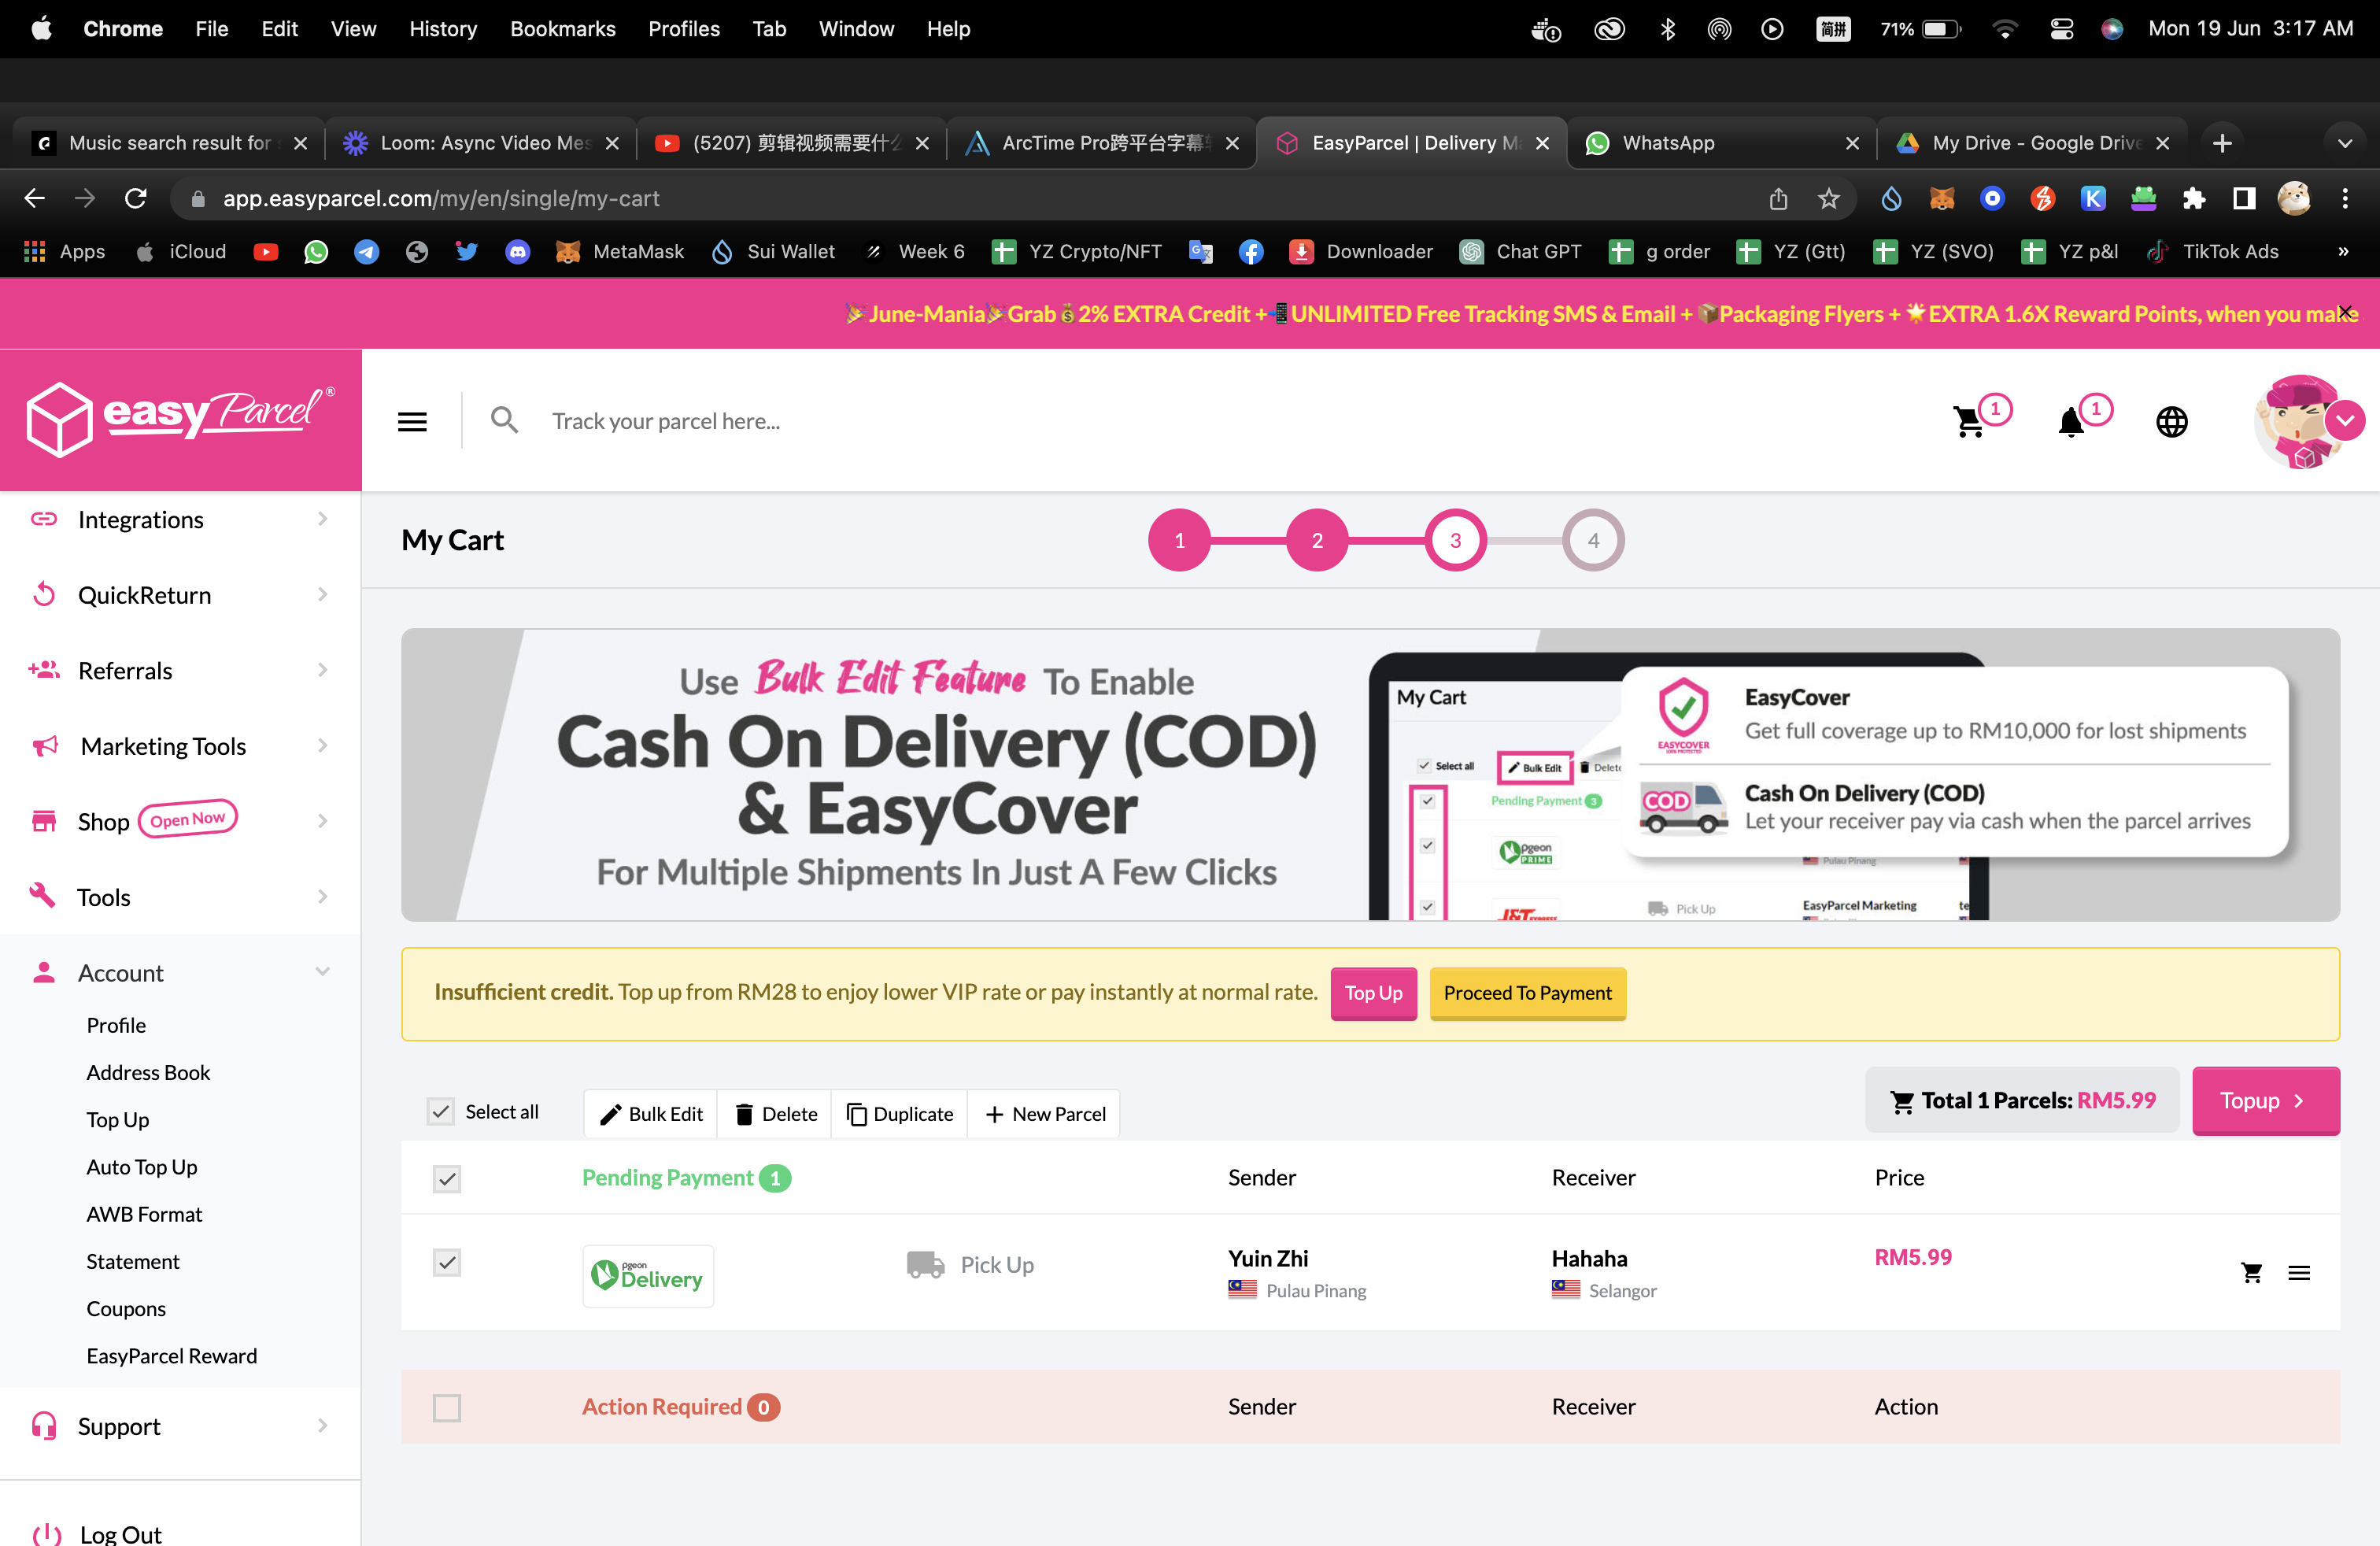 Chrome File Edit View History Bookmarks Profiles Tab Window Help 简拼 71% Mon 19 Jun 3:17 AM
Music search result for Loom: Async Video Mes (5207) 剪辑视频需要什么 ArcTime Pro跨平台字幕 EasyParcel | Delivery Ma WhatsApp My Drive - Google Drive
app.easyparcel.com/my/en/single/my-cart
Apps iCloud MetaMask Sui Wallet Week 6 YZ Crypto/NFT Downloader Chat GPT g order YZ (Gtt) YZ (SVO) YZ p&l TikTok Ads »
🎉June-Mania🎉Grab💰2% EXTRA Credit +📲UNLIMITED Free Tracking SMS & Email + 📦Packaging Flyers + 🌟EXTRA 1.6X Reward Points, when you make
easyParcel®
Track your parcel here...
1
1
Integrations
QuickReturn
Referrals
Marketing Tools
Shop Open Now
Tools
Account
Profile
Address Book
Top Up
Auto Top Up
AWB Format
Statement
Coupons
EasyParcel Reward
Support
Log Out
My Cart
1 2 3 4
Use Bulk Edit Feature To Enable
Cash On Delivery (COD)
& EasyCover
For Multiple Shipments In Just A Few Clicks
My Cart
Select all Bulk Edit Delete
Pending Payment 3
pgeon PRIME
Pulau Pinang
J&T EXPRESS Pick Up EasyParcel Marketing te
EASYCOVER
EasyCover
Get full coverage up to RM10,000 for lost shipments
COD
Cash On Delivery (COD)
Let your receiver pay via cash when the parcel arrives
Insufficient credit. Top up from RM28 to enjoy lower VIP rate or pay instantly at normal rate. Top Up Proceed To Payment
Select all Bulk Edit Delete Duplicate + New Parcel
Total 1 Parcels: RM5.99 Topup
Pending Payment 1 Sender Receiver Price
pgeon Delivery Pick Up Yuin Zhi Hahaha RM5.99
Pulau Pinang Selangor
Action Required 0 Sender Receiver Action